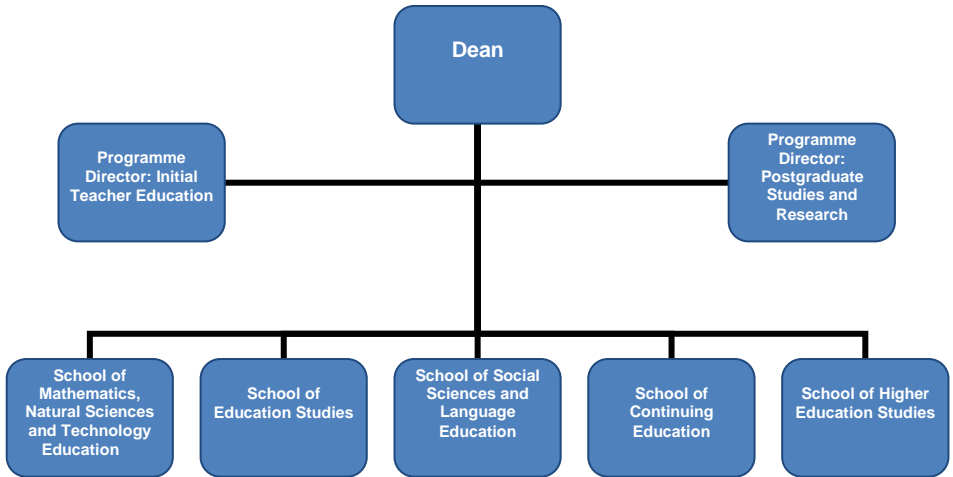 Dean
Programme
Director: Initial
Teacher Education
Programme
Director:
Postgraduate
Studies and
Research
School of
Mathematics,
Natural Sciences
and Technology
Education
School of
Education Studies
School of Social
Sciences and
Language
Education
School of
Continuing
Education
School of Higher
Education Studies